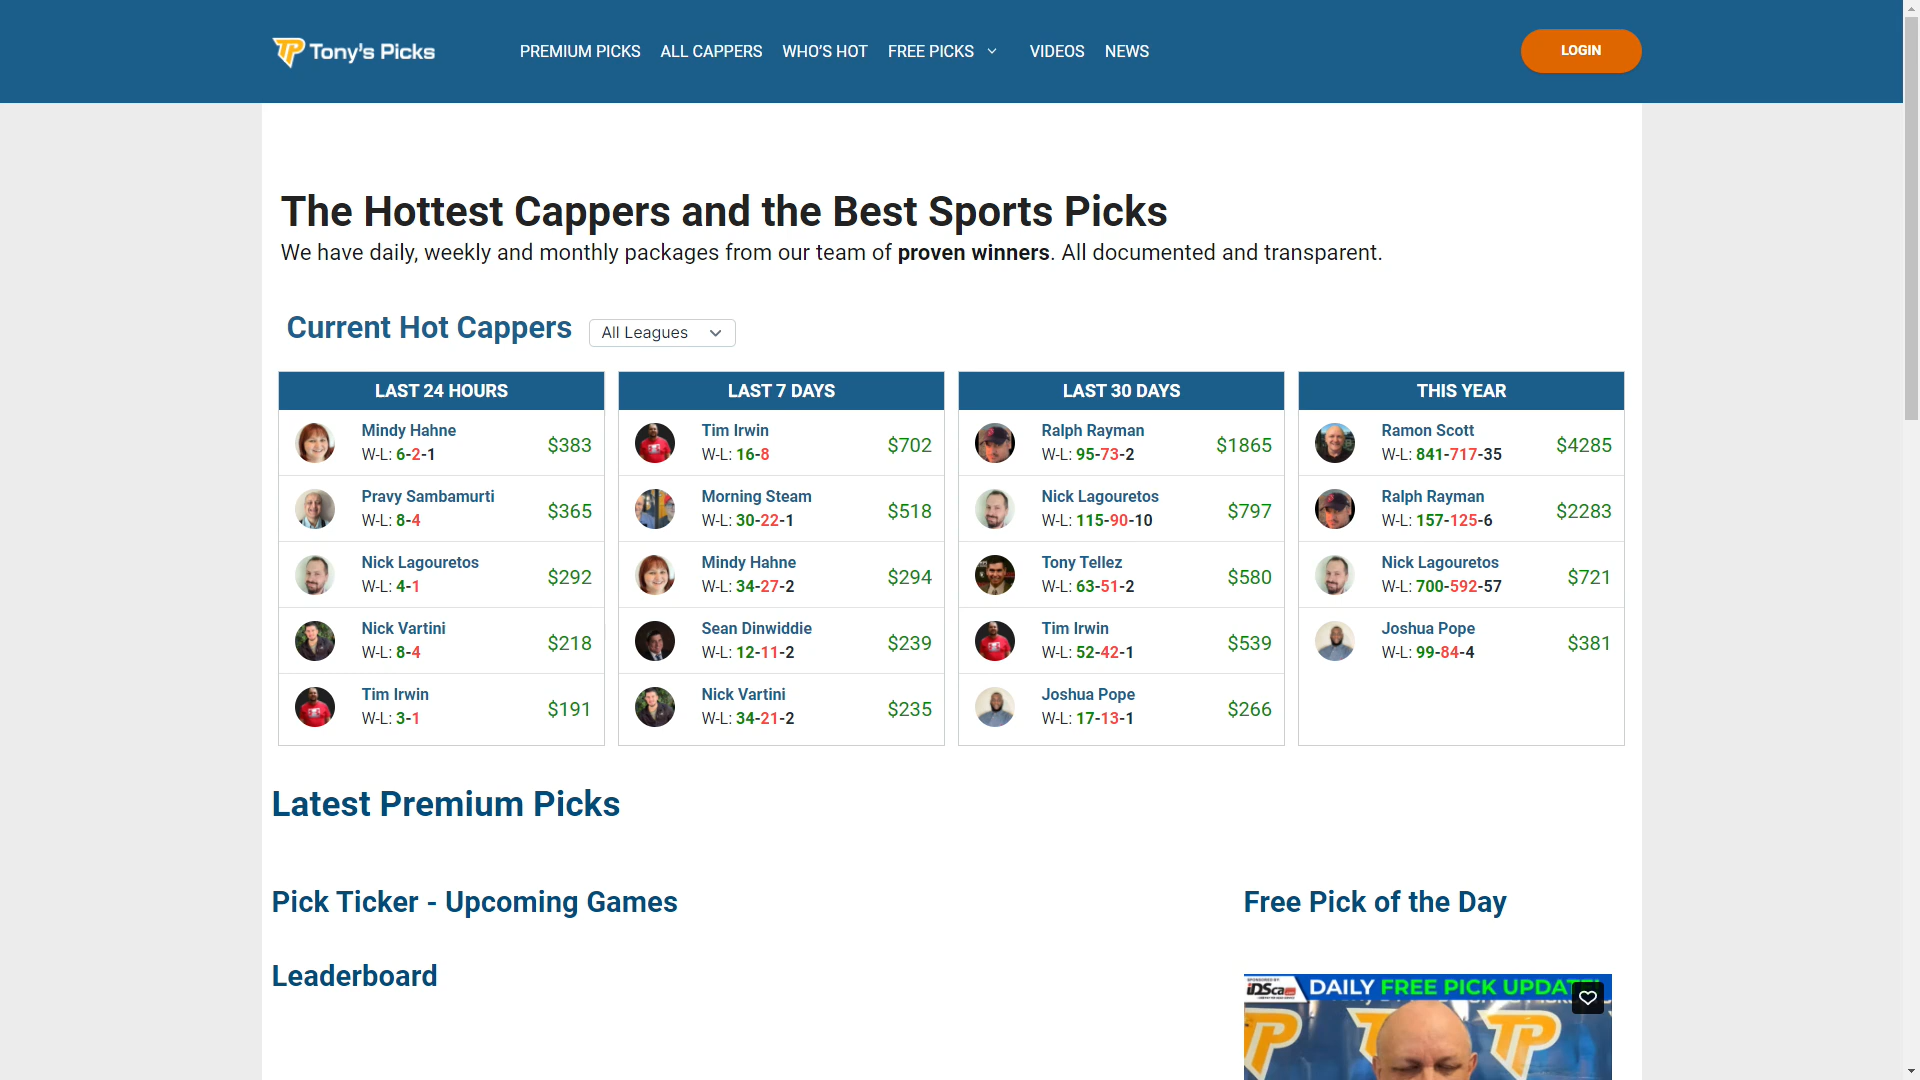 Tony's Picks
PREMIUM PICKS
ALL CAPPERS
WHO'S HOT
FREE PICKS
VIDEOS
NEWS
LOGIN
The Hottest Cappers and the Best Sports Picks
We have daily, weekly and monthly packages from our team of proven winners. All documented and transparent.
Current Hot Cappers
All Leagues
LAST 24 HOURS
Mindy Hahne
W-L: 6-2-1
$383
Pravy Sambamurti
W-L: 8-4
$365
Nick Lagouretos
W-L: 4-1
$292
Nick Vartini
W-L: 8-4
$218
Tim Irwin
W-L: 3-1
$191
LAST 7 DAYS
Tim Irwin
W-L: 16-8
$702
Morning Steam
W-L: 30-22-1
$518
Mindy Hahne
W-L: 34-27-2
$294
Sean Dinwiddie
W-L: 12-11-2
$239
Nick Vartini
W-L: 34-21-2
$235
LAST 30 DAYS
Ralph Rayman
W-L: 95-73-2
$1865
Nick Lagouretos
W-L: 115-90-10
$797
Tony Tellez
W-L: 63-51-2
$580
Tim Irwin
W-L: 52-42-1
$539
Joshua Pope
W-L: 17-13-1
$266
THIS YEAR
Ramon Scott
W-L: 841-717-35
$4285
Ralph Rayman
W-L: 157-125-6
$2283
Nick Lagouretos
W-L: 700-592-57
$721
Joshua Pope
W-L: 99-84-4
$381
Latest Premium Picks
Pick Ticker - Upcoming Games
Free Pick of the Day
Leaderboard
DAILY FREE PICK UPDATE!
TP
TP